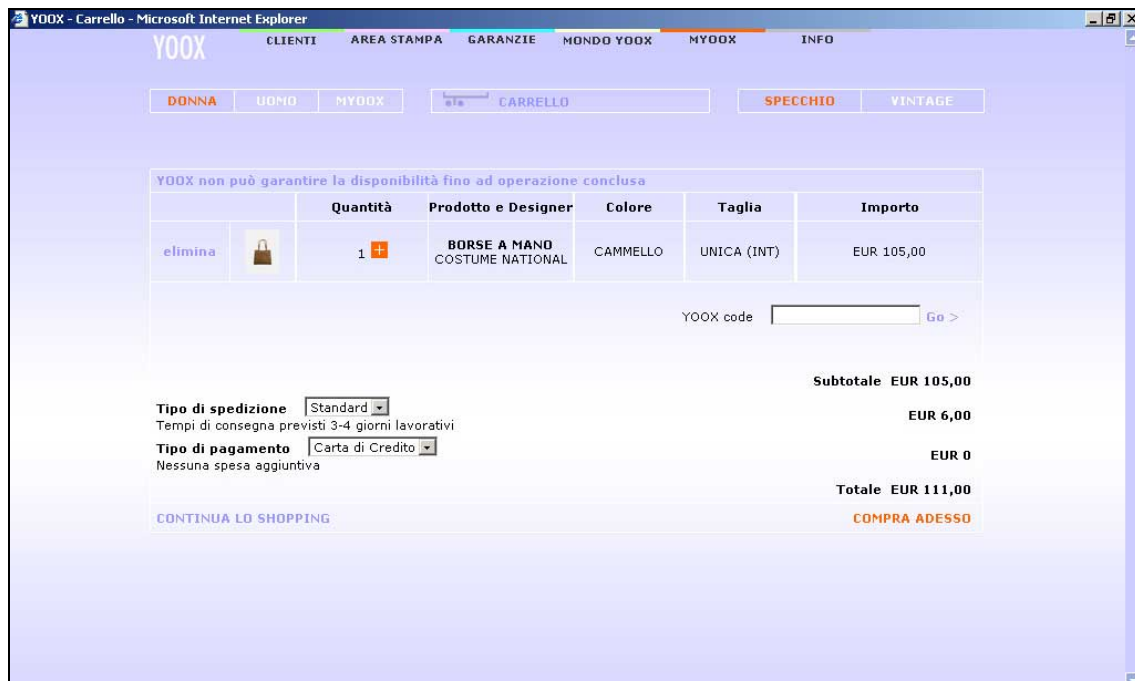 YOOX - Carrello - Microsoft Internet Explorer
YOOX CLIENTI AREA STAMPA GARANZIE MONDO YOOX MYOOX INFO
DONNA UOMO MYOOX CARRELLO SPECCHIO VINTAGE
YOOX non può garantire la disponibilità fino ad operazione conclusa
Quantità Prodotto e Designer Colore Taglia Importo
elimina 1 BORSE A MANO COSTUME NATIONAL CAMMELLO UNICA (INT) EUR 105,00
YOOX code Go >
Subtotale EUR 105,00
Tipo di spedizione Standard EUR 6,00
Tempi di consegna previsti 3-4 giorni lavorativi
Tipo di pagamento Carta di Credito EUR 0
Nessuna spesa aggiuntiva
Totale EUR 111,00
CONTINUA LO SHOPPING COMPRA ADESSO